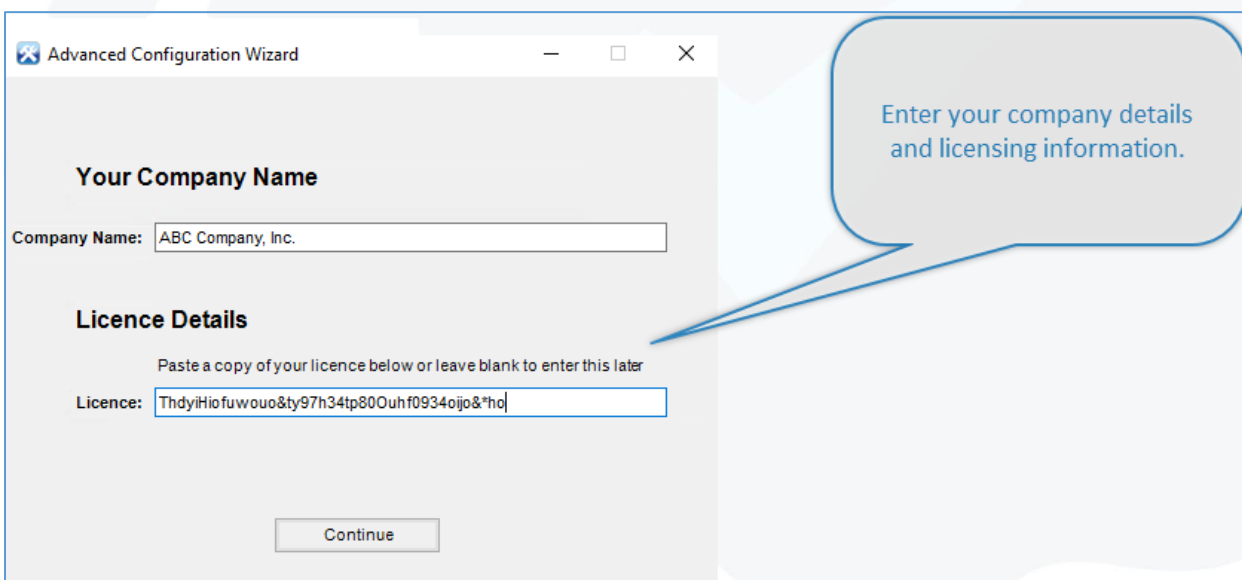 Advanced Configuration Wizard
Enter your company details
and licensing information.
Your Company Name
Company Name: ABC Company, Inc.
Licence Details
Paste a copy of your licence below or leave blank to enter this later
Licence: ThdyiHiofuwouo&ty97h34tp80Ouhf0934oijo&*ho
Continue